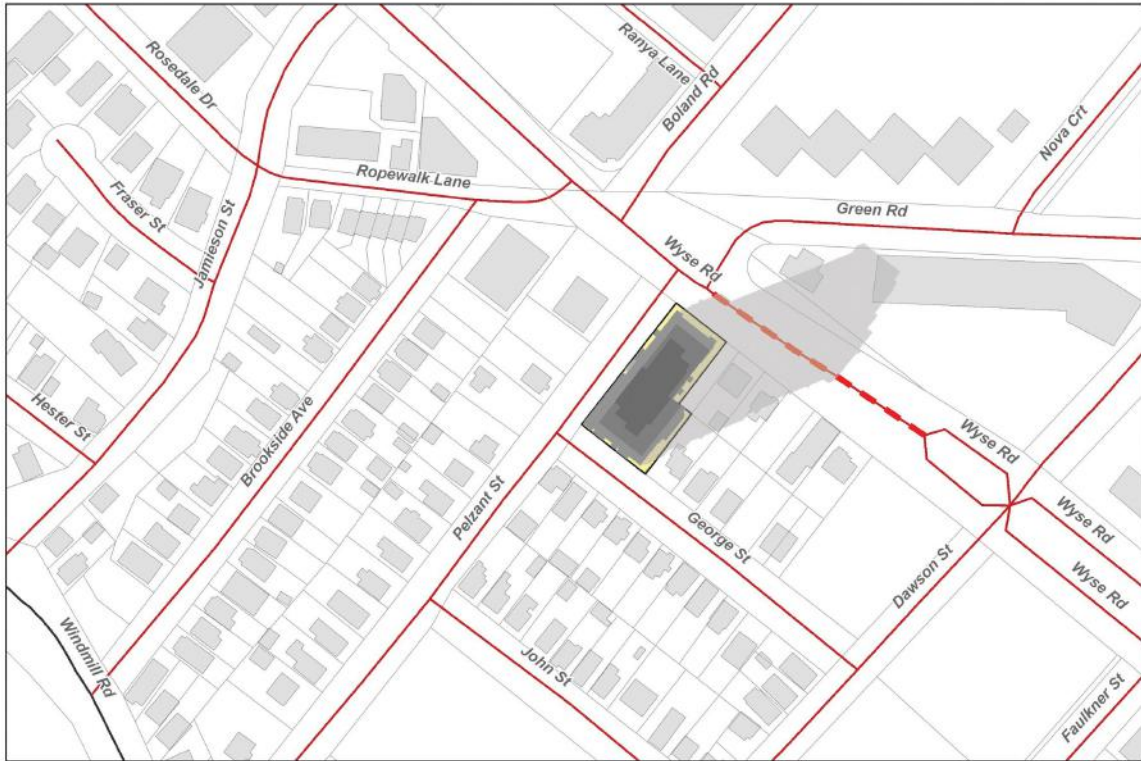 Ranya Lane
Boland Rd
Rosedale Dr
Nova Crt
Ropewalk Lane
Fraser St
Green Rd
Jamieson St
Wyse Rd
Hester St
Brookside Ave
Wyse Rd
Pelzant St
Wyse Rd
George St
Dawson St
Wyse Rd
Windmill Rd
John St
Faulkner St